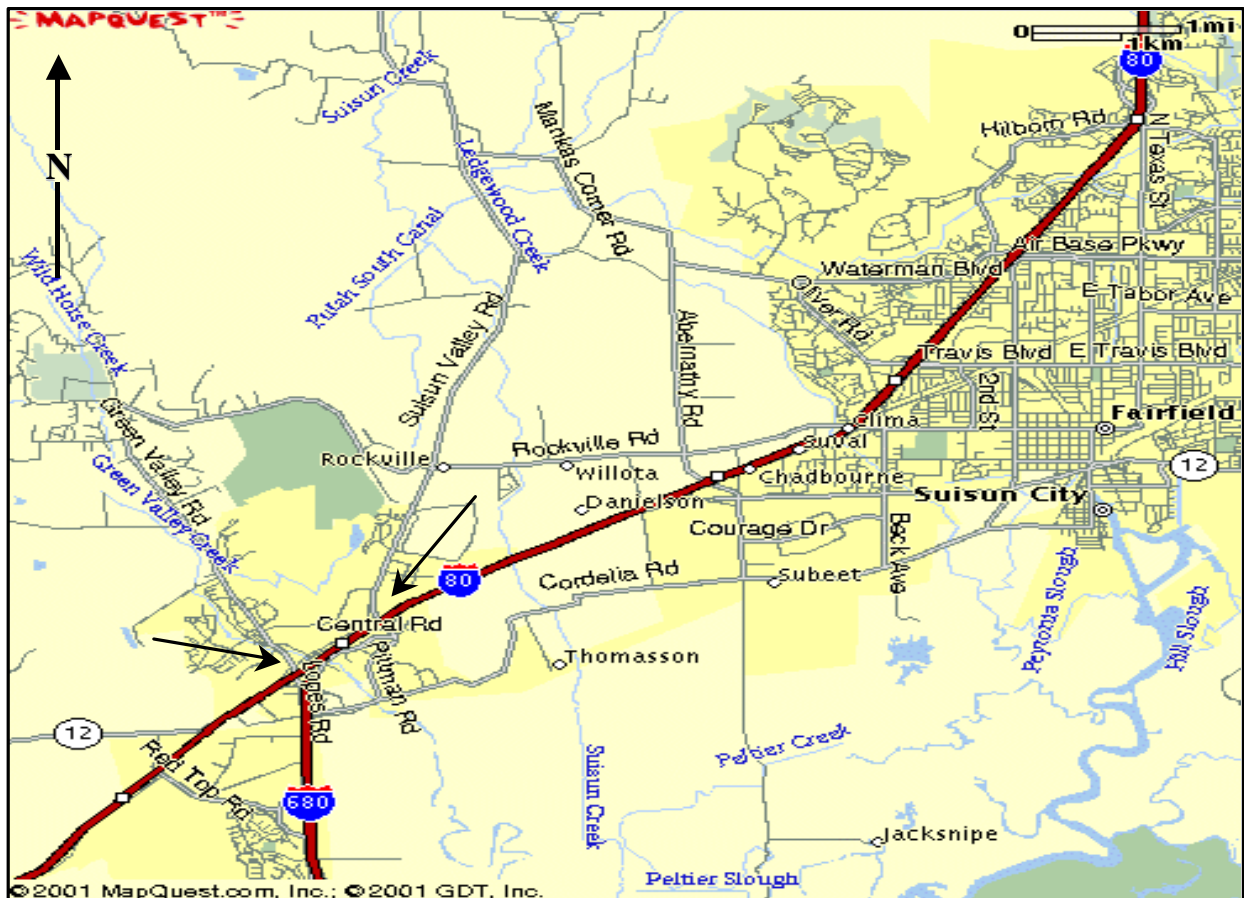 MAPQUEST™
0 1mi
1km
80
Suisun Creek
N
Mankas Corner Rd
Hilborn Rd
N Texas St
Ledgewood Creek
Putah South Canal
Wild Horse Creek
Air Base Pkwy
Waterman Blvd
Oliver Rd
E Tabor Ave
Suisun Valley Rd
Abernathy Rd
Travis Blvd
E Travis Blvd
2nd St
Green Valley Rd
Green Valley Creek
Clima
Fairfield
Rockville
Rockville Rd
Suval
Willota
Chadbourne
12
Danielson
Suisun City
Courage Dr
Beck Ave
80
Cordelia Rd
Subeet
Peytonia Slough
Hill Slough
Central Rd
Pittman Rd
Lopes Rd
Thomasson
12
Red Top Rd
680
Suisun Creek
Peltier Creek
Jacksnipe
Peltier Slough
©2001 MapQuest.com, Inc.; ©2001 GDT, Inc.